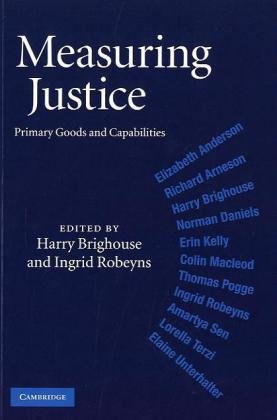 Measuring
Justice
Primary Goods and Capabilities
EDITED BY
Harry Brighouse
and Ingrid Robeyns
Elizabeth Anderson
Richard Arneson
Harry Brighouse
Norman Daniels
Erin Kelly
Colin Macleod
Thomas Pogge
Ingrid Robeyns
Amartya Sen
Lorella Terzi
Elaine Unterhalter
CAMBRIDGE